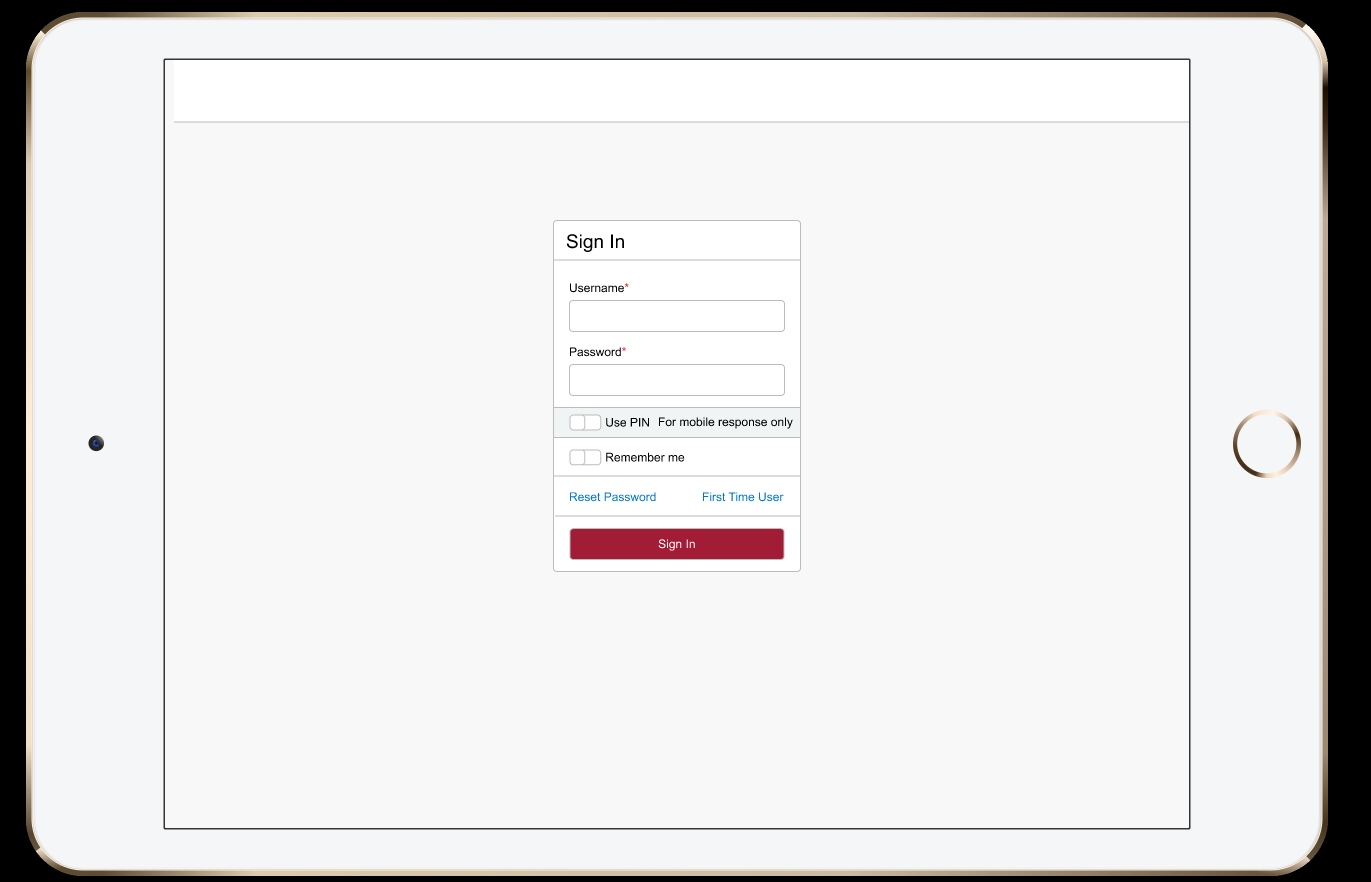 Sign In
Username*
Password*
Use PIN For mobile response only
Remember me
Reset Password First Time User
Sign In